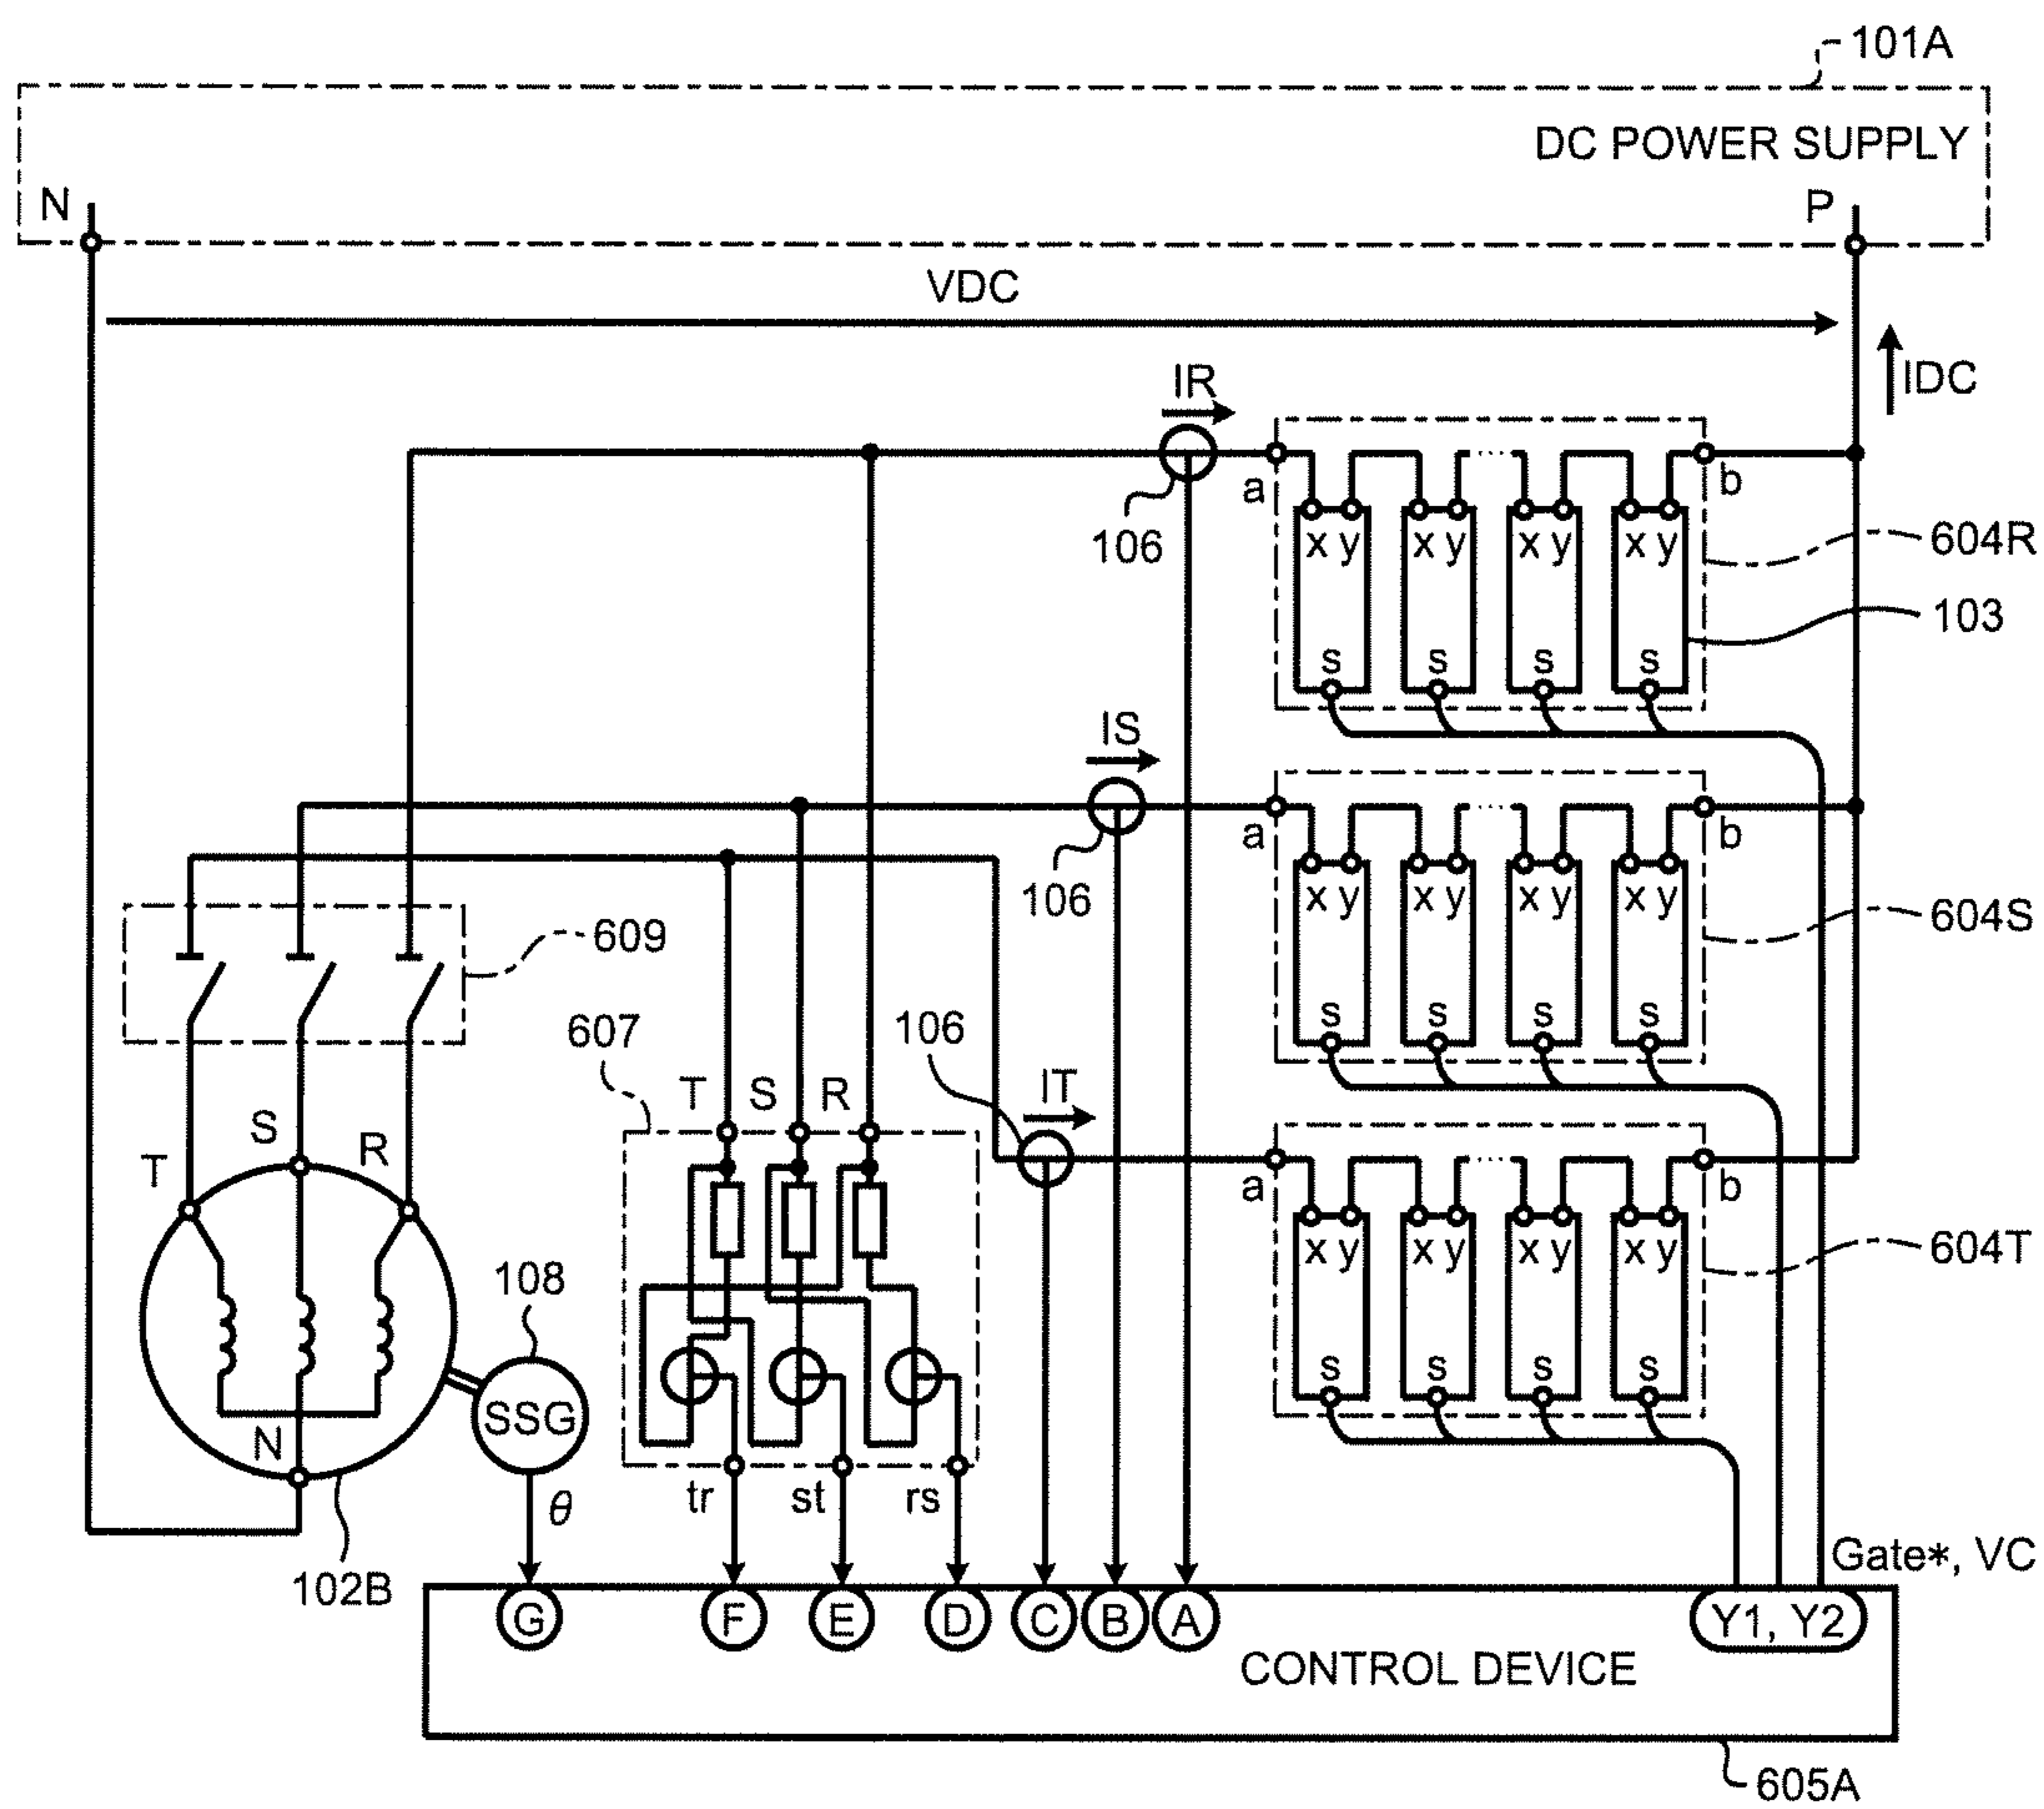 101A
DC POWER SUPPLY
N
P
VDC
IR
IDC
a
b
106
x y x y x y x y
604R
103
s s s s
IS
a
b
106
x y x y x y x y
604S
609
s s s s
607
106
T S R
IT
S
R
T
a
b
x y x y x y x y
604T
108
s s s s
SSG
N
tr st rs
θ
102B
Gate*, VC
G F E D C B A
Y1, Y2
CONTROL DEVICE
605A